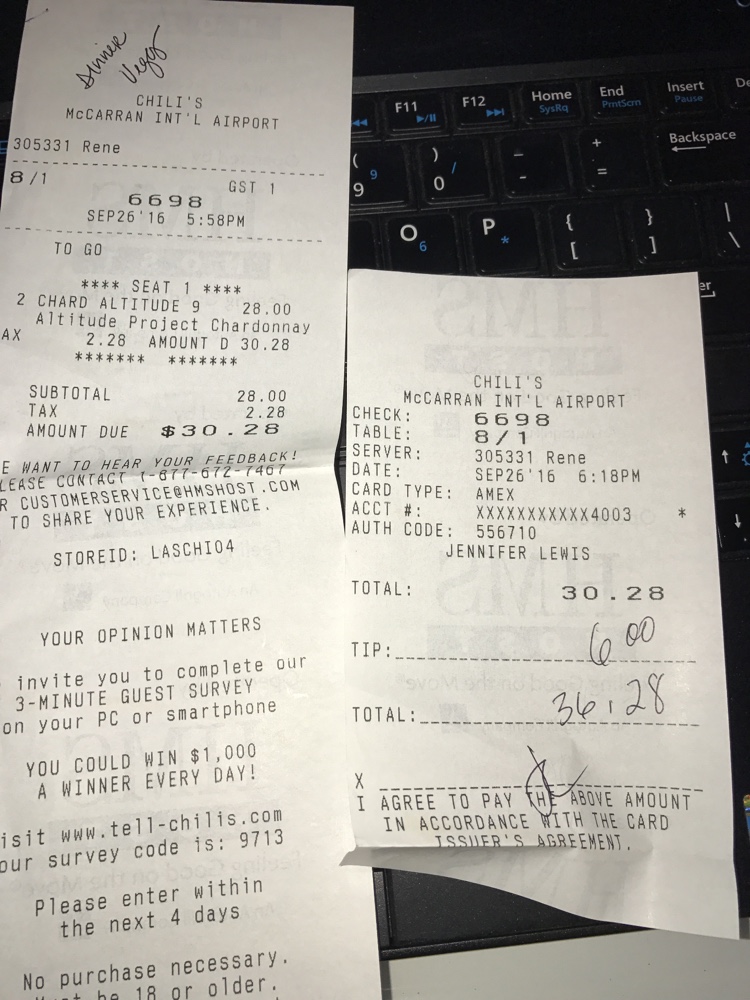 Dinner
Vegas
CHILI'S
McCARRAN INT'L AIRPORT
305331 Rene
8/1 GST 1
6698
SEP26'16 5:58PM
TO GO
**** SEAT 1 ****
2 CHARD ALTITUDE 9 28.00
Altitude Project Chardonnay
AX 2.28 AMOUNT D 30.28
******* *******
SUBTOTAL 28.00
TAX 2.28
AMOUNT DUE $30.28
E WANT TO HEAR YOUR FEEDBACK!
LEASE CONTACT 1-877-672-7467
R CUSTOMERSERVICE@HMSHOST.COM
TO SHARE YOUR EXPERIENCE.
STOREID: LASCHI04
YOUR OPINION MATTERS
invite you to complete our
3-MINUTE GUEST SURVEY
on your PC or smartphone
YOU COULD WIN $1,000
A WINNER EVERY DAY!
isit www.tell-chilis.com
our survey code is: 9713
Please enter within
the next 4 days
No purchase necessary.
be 18 or older.
CHILI'S
McCARRAN INT'L AIRPORT
CHECK: 6698
TABLE: 8/1
SERVER: 305331 Rene
DATE: SEP26'16 6:18PM
CARD TYPE: AMEX
ACCT #: XXXXXXXXXXX4003 *
AUTH CODE: 556710
JENNIFER LEWIS
TOTAL: 30.28
TIP: 6 00
TOTAL: 36.28
X
I AGREE TO PAY THE ABOVE AMOUNT
IN ACCORDANCE WITH THE CARD
ISSUER'S AGREEMENT.
F11 F12 Home End Insert
SysRq PrntScrn Pause
( 9 9 ) 0 / - - + = Backspace
O 6 P * { [ } ] | \